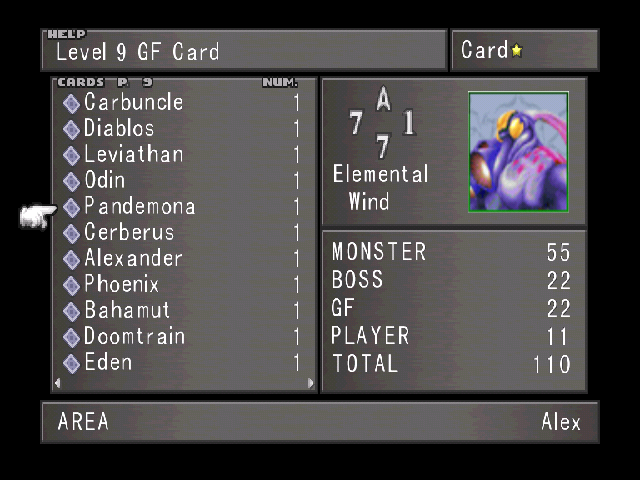 HELP
Level 9 GF Card
Card
CARDS P. 9 NUM.
Carbuncle 1
Diablos 1
Leviathan 1
Odin 1
Pandemona 1
Cerberus 1
Alexander 1
Phoenix 1
Bahamut 1
Doomtrain 1
Eden 1
A
7 1
7
Elemental
Wind
MONSTER 55
BOSS 22
GF 22
PLAYER 11
TOTAL 110
AREA Alex